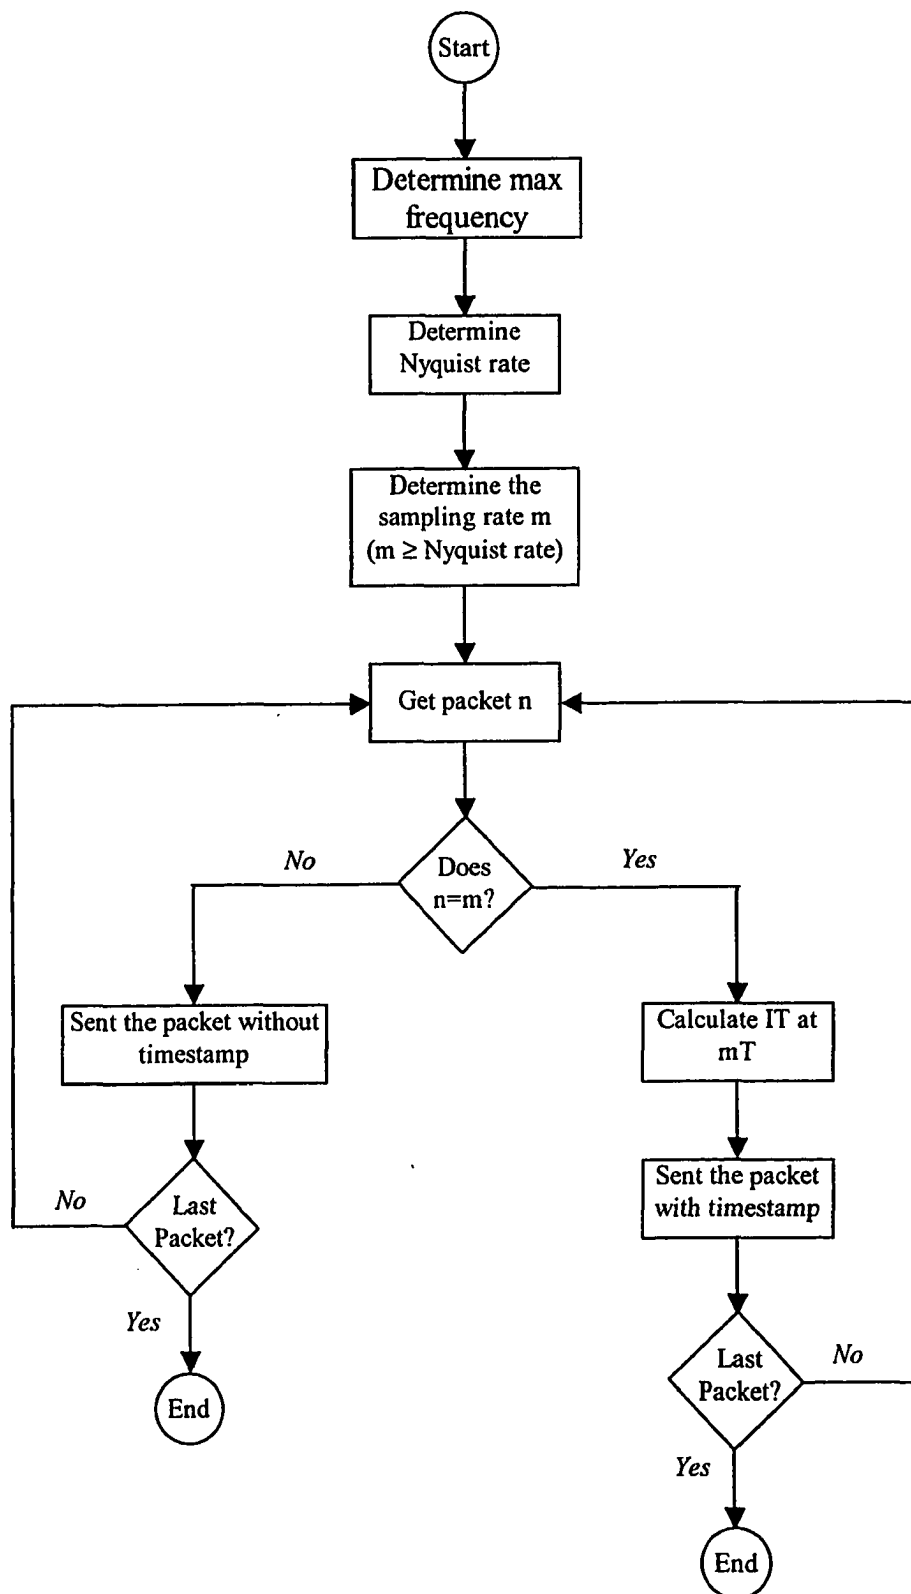 Start
Determine max
frequency
Determine
Nyquist rate
Determine the
sampling rate m
(m ≥ Nyquist rate)
Get packet n
No
Does
n=m?
Yes
Sent the packet without
timestamp
Calculate IT at
mT
No
Last
Packet?
Yes
End
Sent the packet
with timestamp
Last
Packet?
No
Yes
End